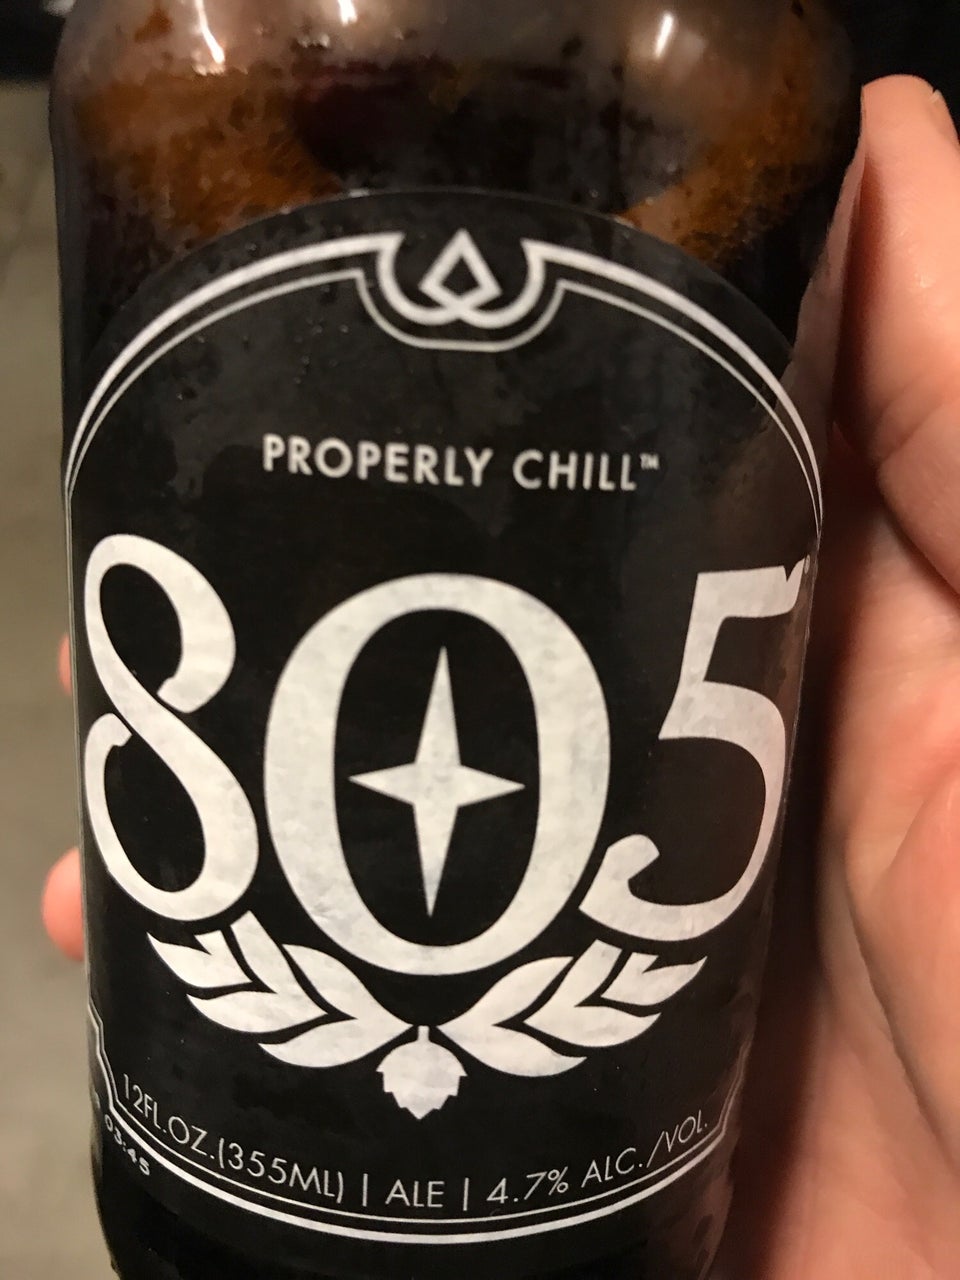 PROPERLY CHILL™
805®
12FL.OZ.(355ML) | ALE | 4.7% ALC./VOL.
03:45